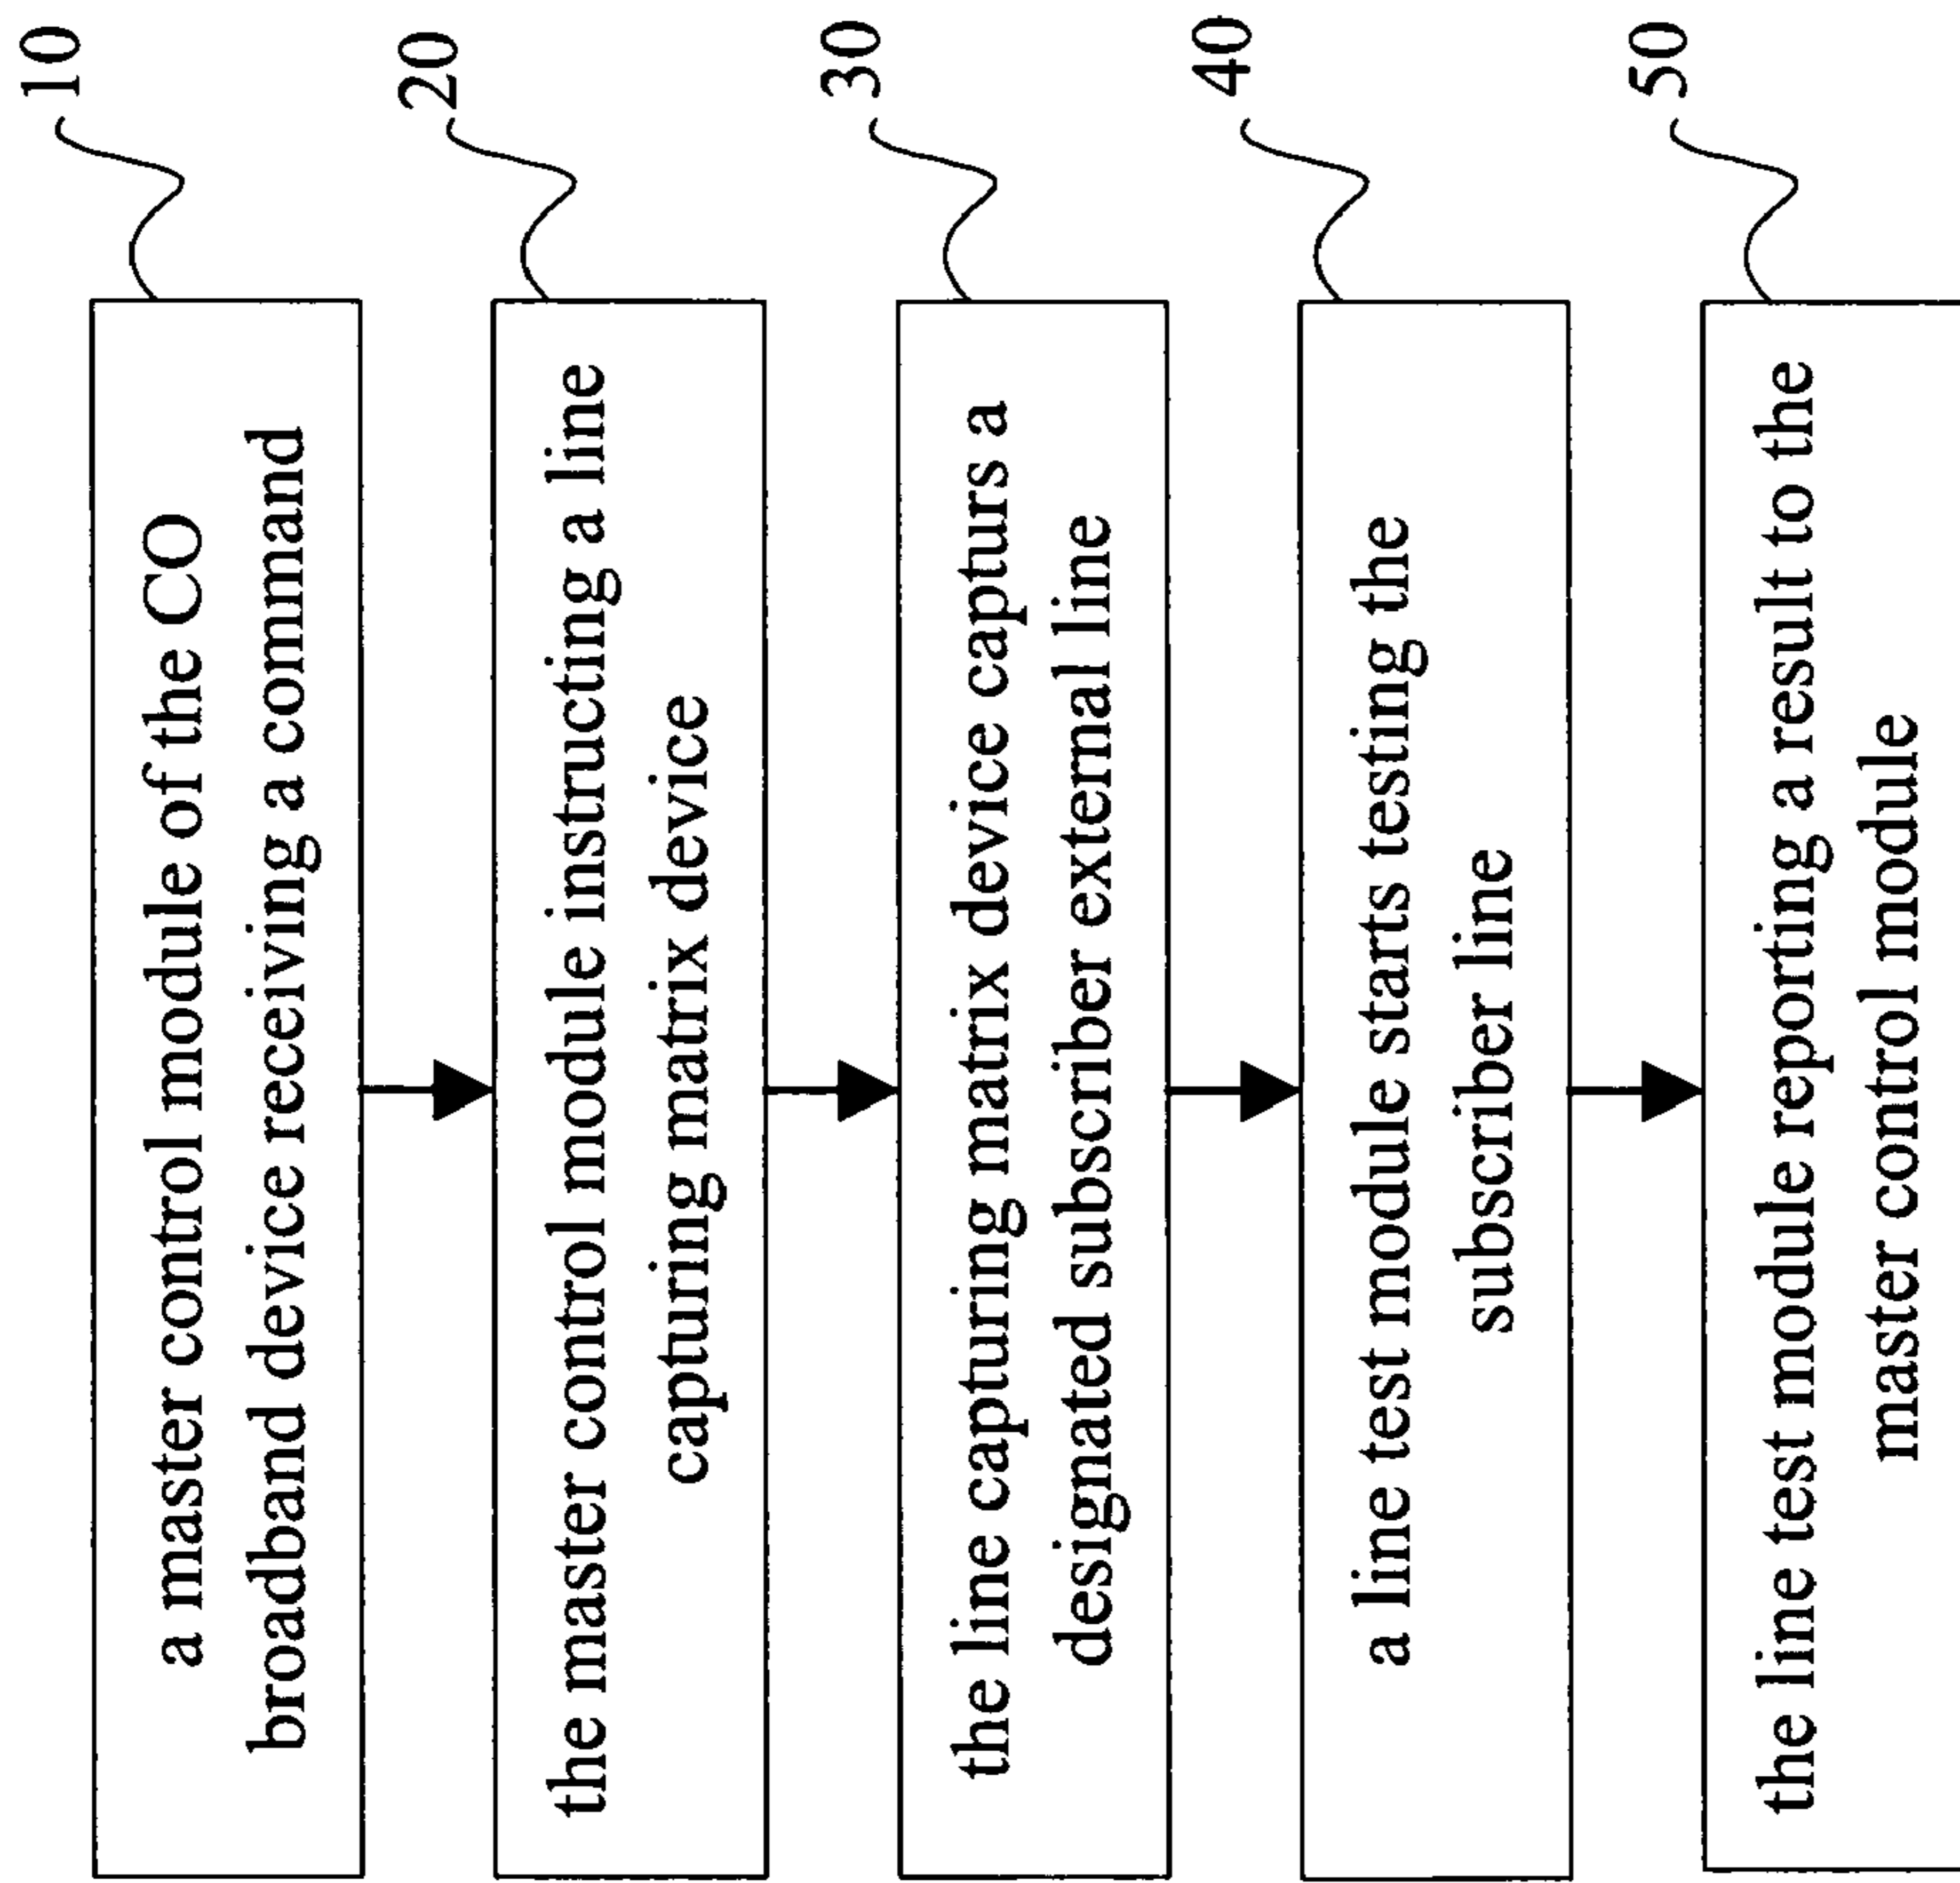 10
a master control module of the CO
broadband device receiving a command
20
the master control module instructing a line
capturing matrix device
30
the line capturing matrix device capturs a
designated subscriber external line
40
a line test module starts testing the
subscriber line
50
the line test module reporting a result to the
master control module